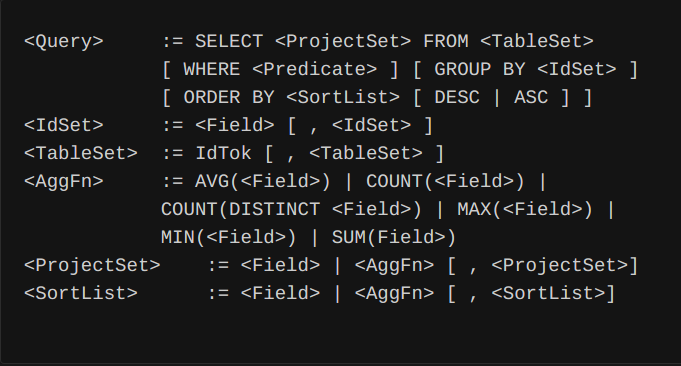 <Query> := SELECT <ProjectSet> FROM <TableSet>
[ WHERE <Predicate> ] [ GROUP BY <IdSet> ]
[ ORDER BY <SortList> [ DESC | ASC ] ]
<IdSet> := <Field> [ , <IdSet> ]
<TableSet> := IdTok [ , <TableSet> ]
<AggFn> := AVG(<Field>) | COUNT(<Field>) |
COUNT(DISTINCT <Field>) | MAX(<Field>) |
MIN(<Field>) | SUM(Field>)
<ProjectSet> := <Field> | <AggFn> [ , <ProjectSet>]
<SortList> := <Field> | <AggFn> [ , <SortList>]